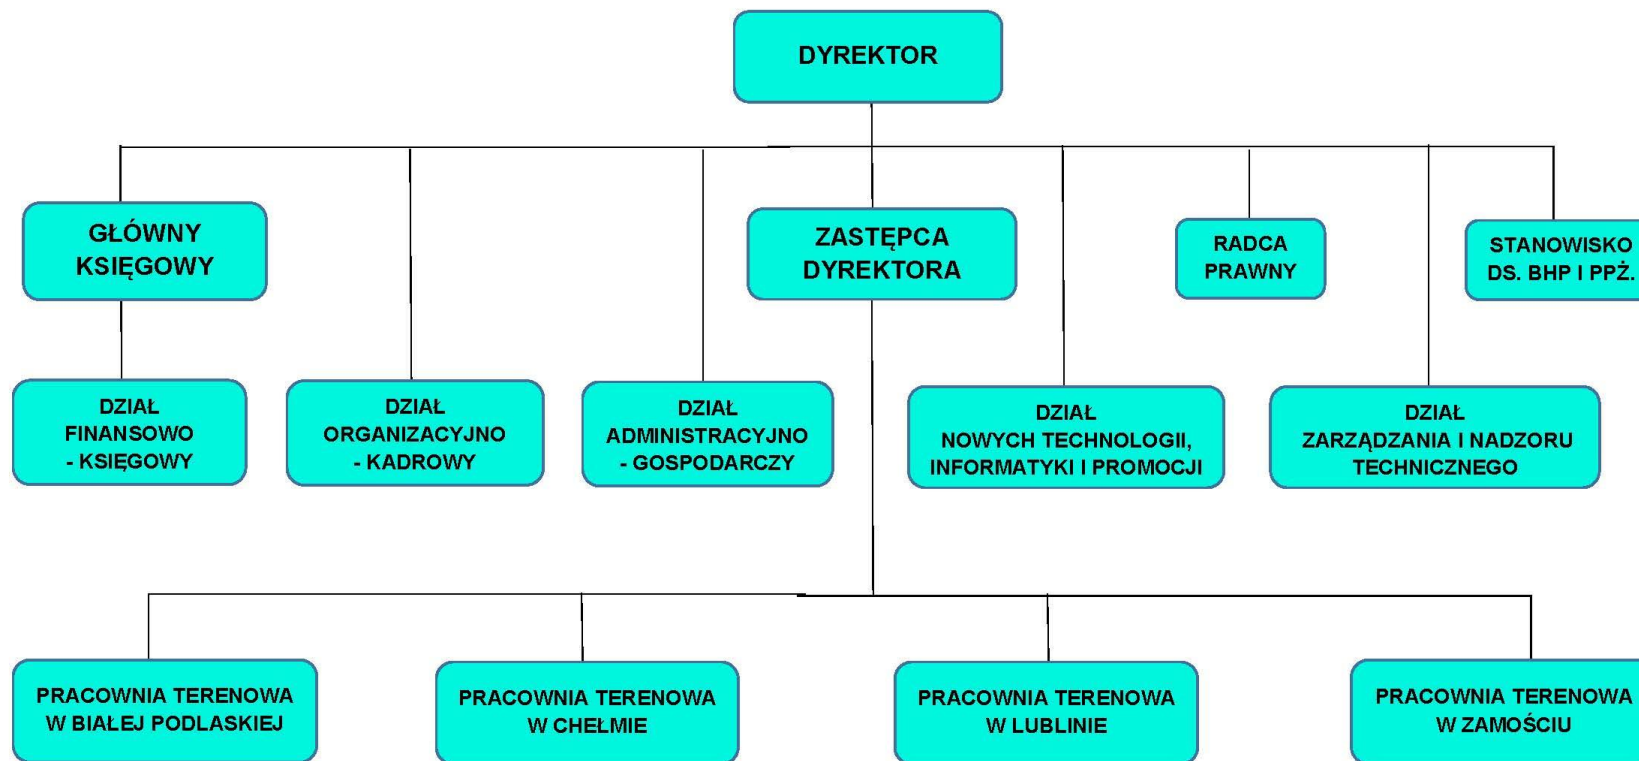 DYREKTOR
GŁÓWNY
KSIĘGOWY
ZASTĘPCA
DYREKTORA
RADCA
PRAWNY
STANOWISKO
DS. BHP I PPŻ.
DZIAŁ
FINANSOWO
- KSIĘGOWY
DZIAŁ
ORGANIZACYJNO
- KADROWY
DZIAŁ
ADMINISTRACYJNO
- GOSPODARCZY
DZIAŁ
NOWYCH TECHNOLOGII,
INFORMATYKI I PROMOCJI
DZIAŁ
ZARZĄDZANIA I NADZORU
TECHNICZNEGO
PRACOWNIA TERENOWA
W BIAŁEJ PODLASKIEJ
PRACOWNIA TERENOWA
W CHEŁMIE
PRACOWNIA TERENOWA
W LUBLINIE
PRACOWNIA TERENOWA
W ZAMOŚCIU